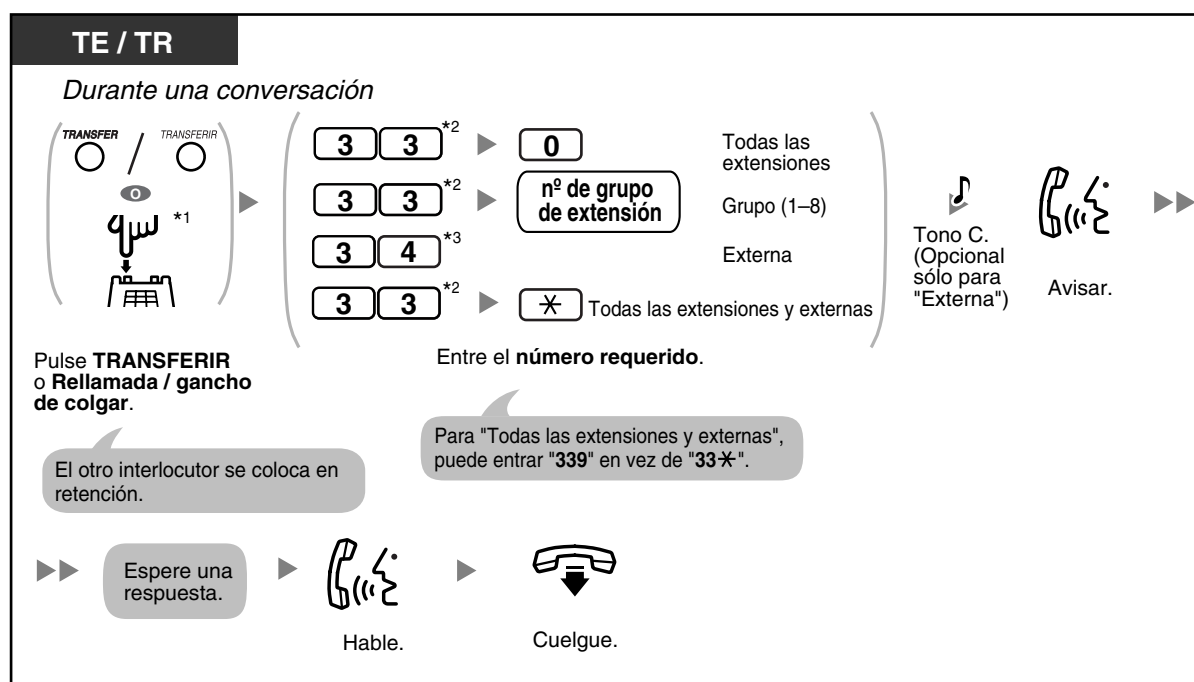 TE / TR
Durante una conversación
TRANSFER / TRANSFERIR
*1
3 3 *2 0 Todas las
extensiones
3 3 *2 nº de grupo
de extensión Grupo (1–8)
3 4 *3 Externa
3 3 *2 ✳ Todas las extensiones y externas
Tono C.
(Opcional
sólo para
"Externa")
Avisar.
Pulse TRANSFERIR
o Rellamada / gancho
de colgar.
Entre el número requerido.
El otro interlocutor se coloca en
retención.
Para "Todas las extensiones y externas",
puede entrar "339" en vez de "33✳".
Espere una
respuesta.
Hable.
Cuelgue.